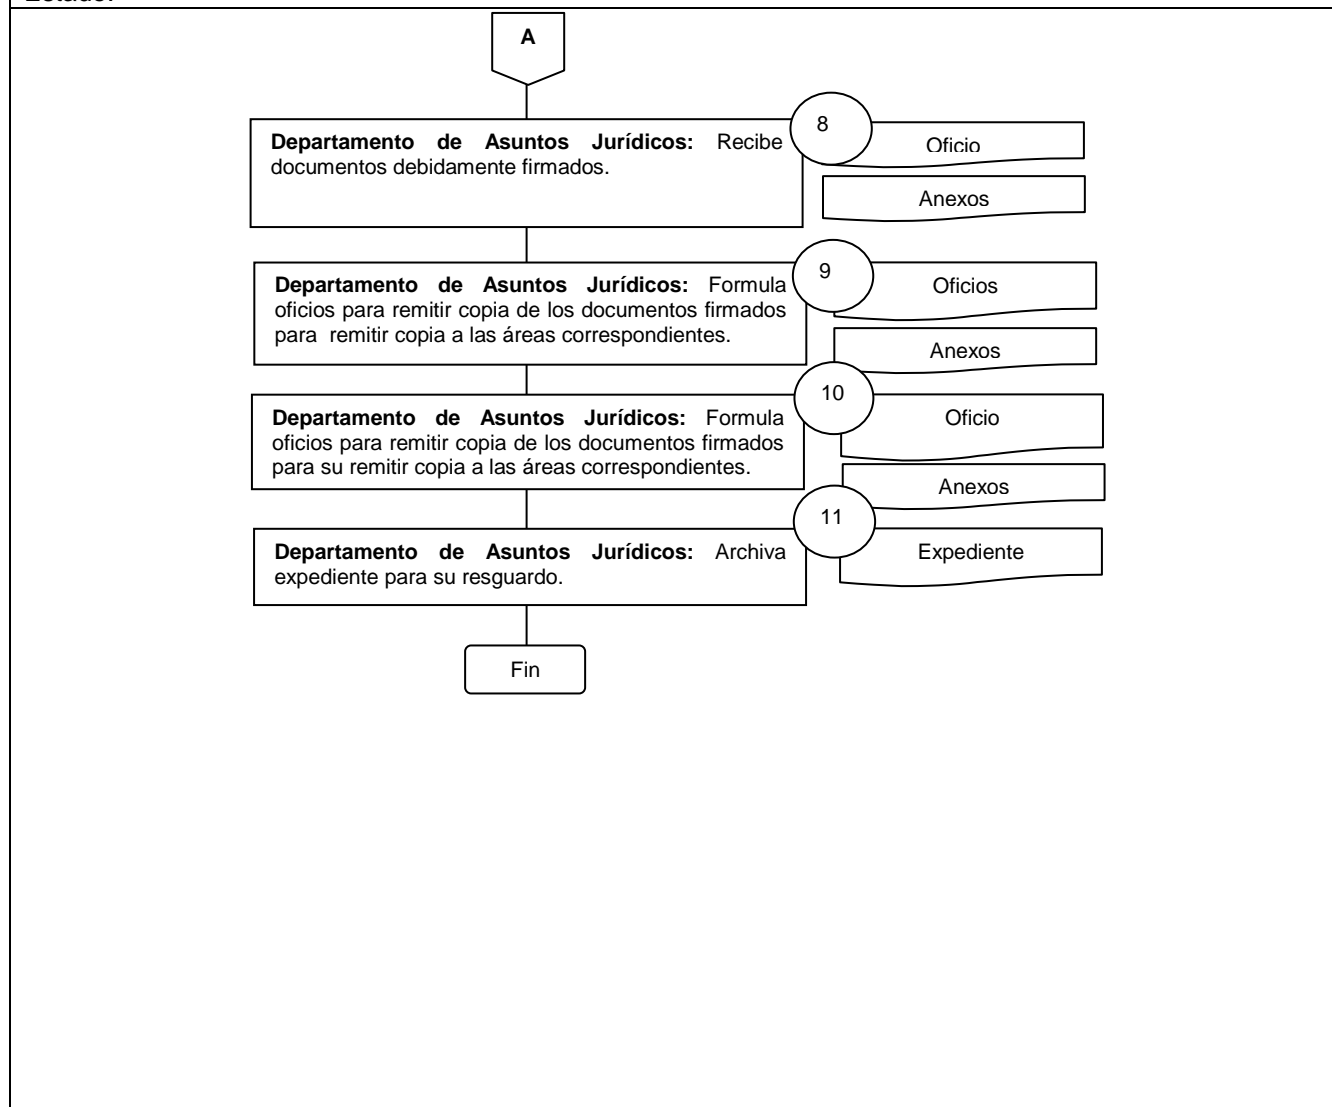 A
Departamento de Asuntos Jurídicos: Recibe
documentos debidamente firmados.
8
Oficio
Anexos
Departamento de Asuntos Jurídicos: Formula
oficios para remitir copia de los documentos firmados
para remitir copia a las áreas correspondientes.
9
Oficios
Anexos
Departamento de Asuntos Jurídicos: Formula
oficios para remitir copia de los documentos firmados
para su remitir copia a las áreas correspondientes.
10
Oficio
Anexos
Departamento de Asuntos Jurídicos: Archiva
expediente para su resguardo.
11
Expediente
Fin